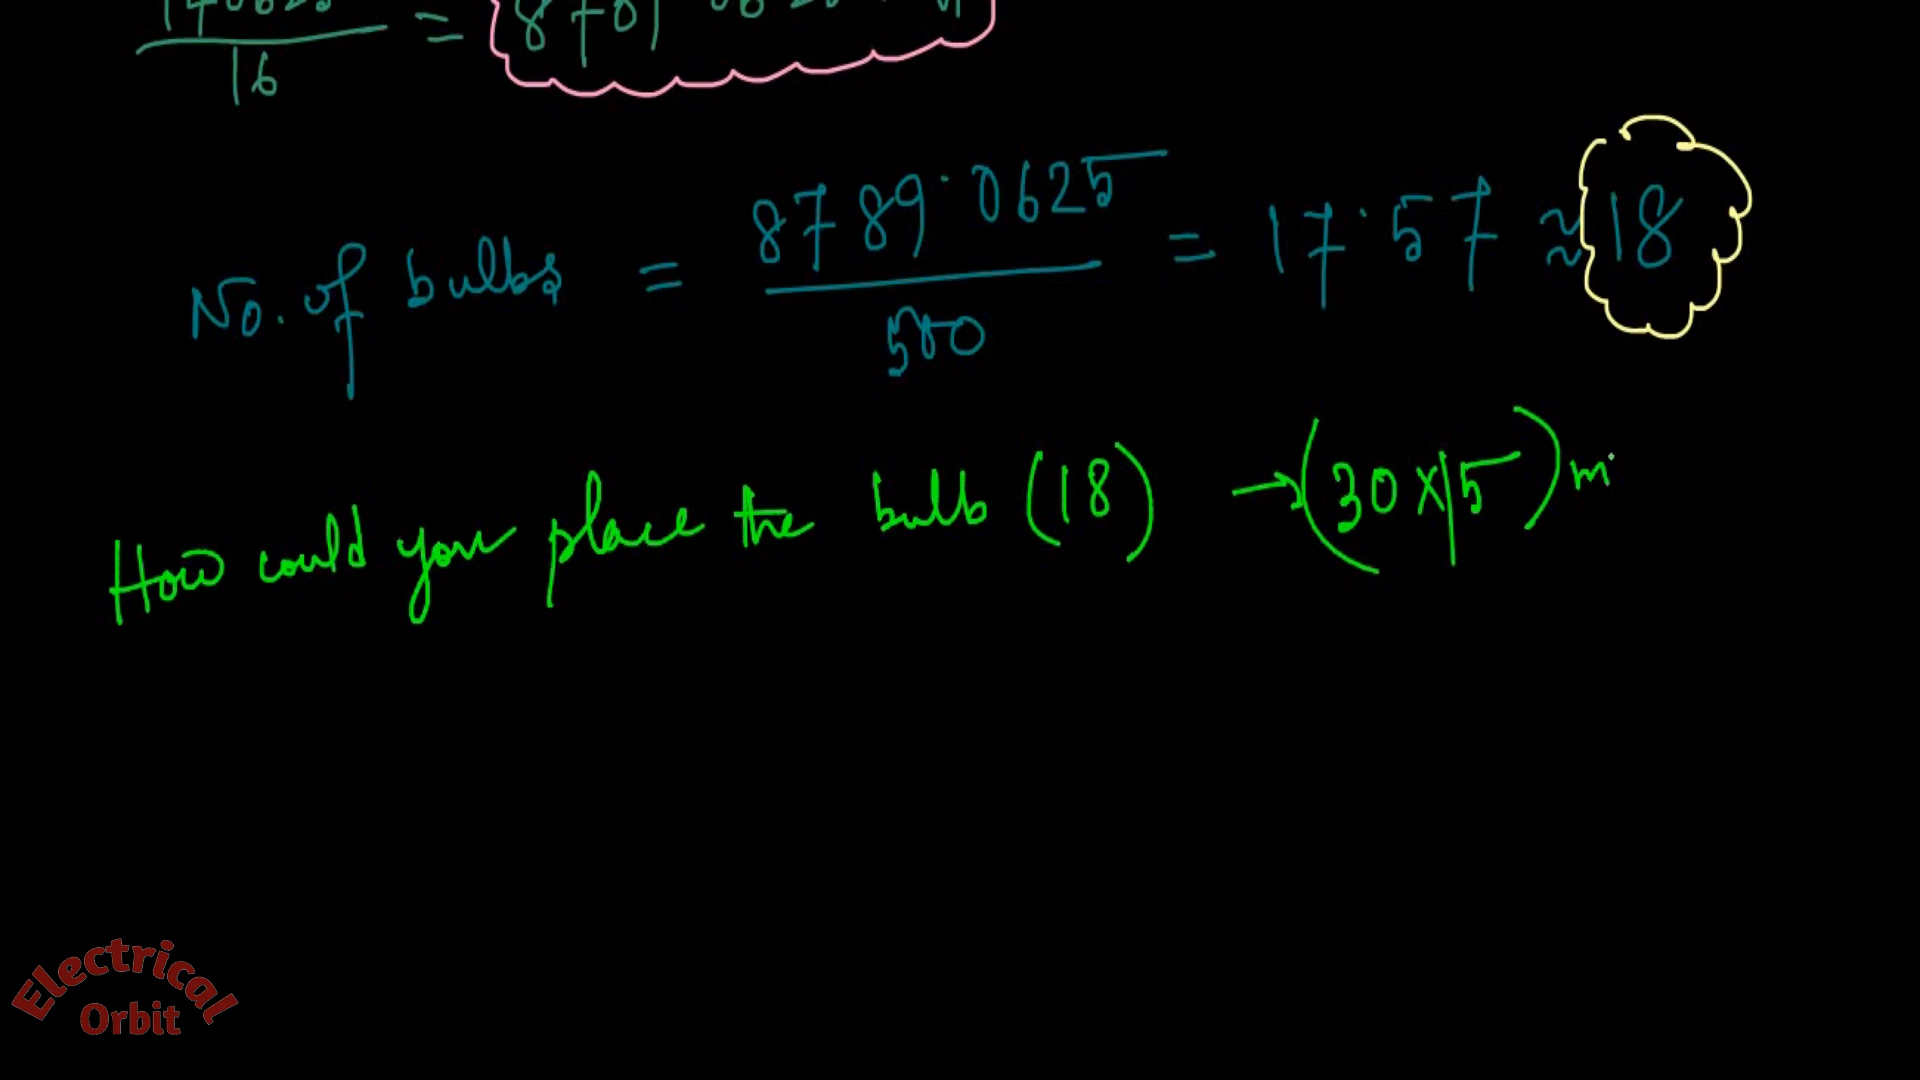 16 =
No. of bulbs = 8789.0625 / 500 = 17.57 ≈ 18
How could you place the bulb (18) → (30×15) m
Electrical
Orbit